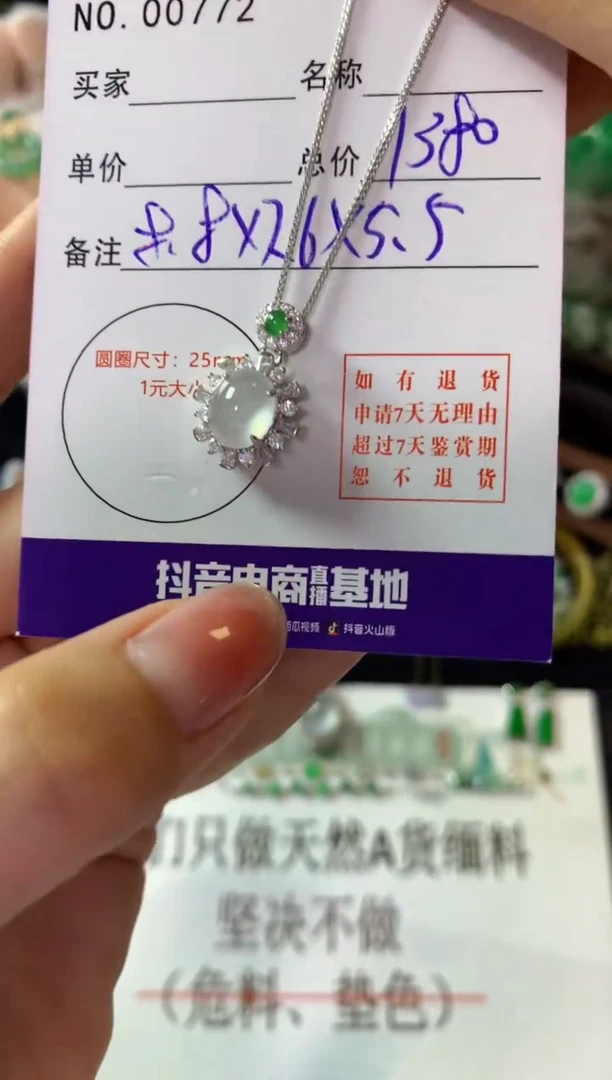 NO.00772
买家 名称
单价 总价 1380
备注 8.8X26X5.5
圆圈尺寸：25mm
1元大小
如有退货
申请7天无理由
超过7天鉴赏期
恕不退货
抖音电商直播基地
西瓜视频 抖音火山版
们只做天然A货缅料
坚决不做
（危料、垫色）